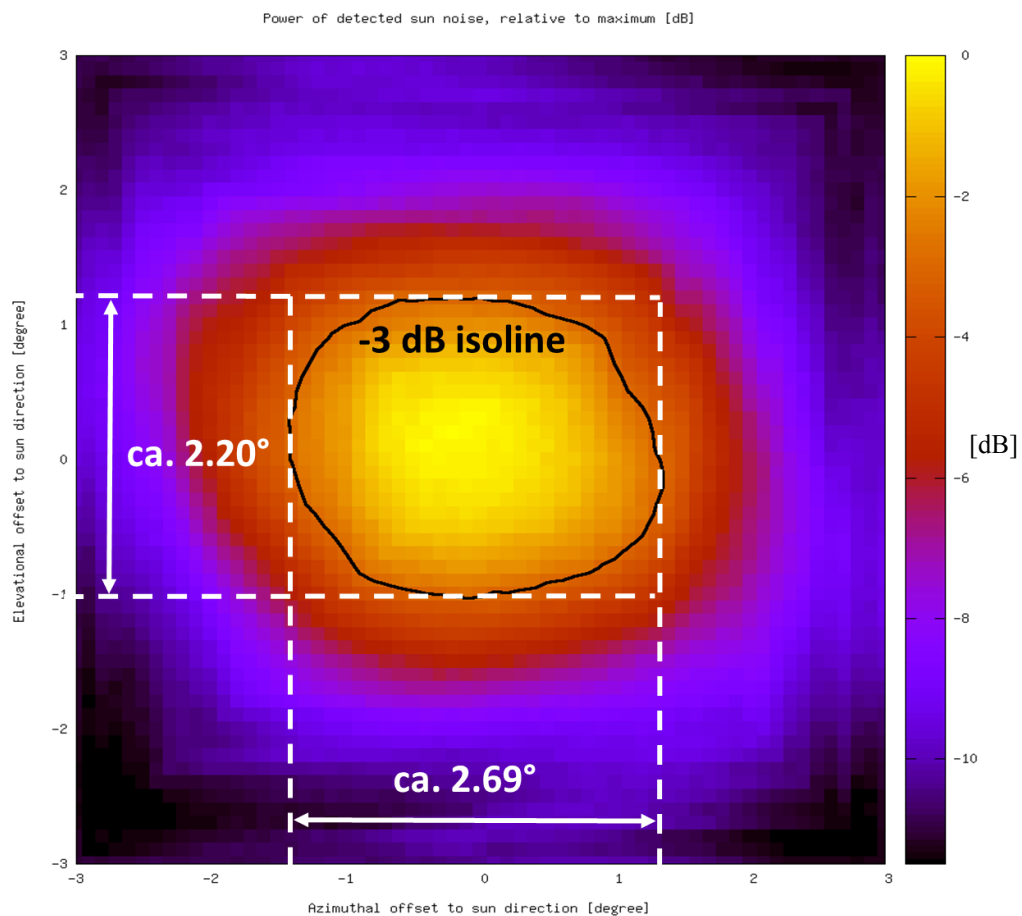 Power of detected sun noise, relative to maximum [dB]
3
2
1
0
-1
-2
-3
Elevational offset to sun direction [degree]
-3 dB isoline
ca. 2.20°
ca. 2.69°
-3
-2
-1
0
1
2
3
Azimuthal offset to sun direction [degree]
0
-2
-4
-6
-8
-10
[dB]